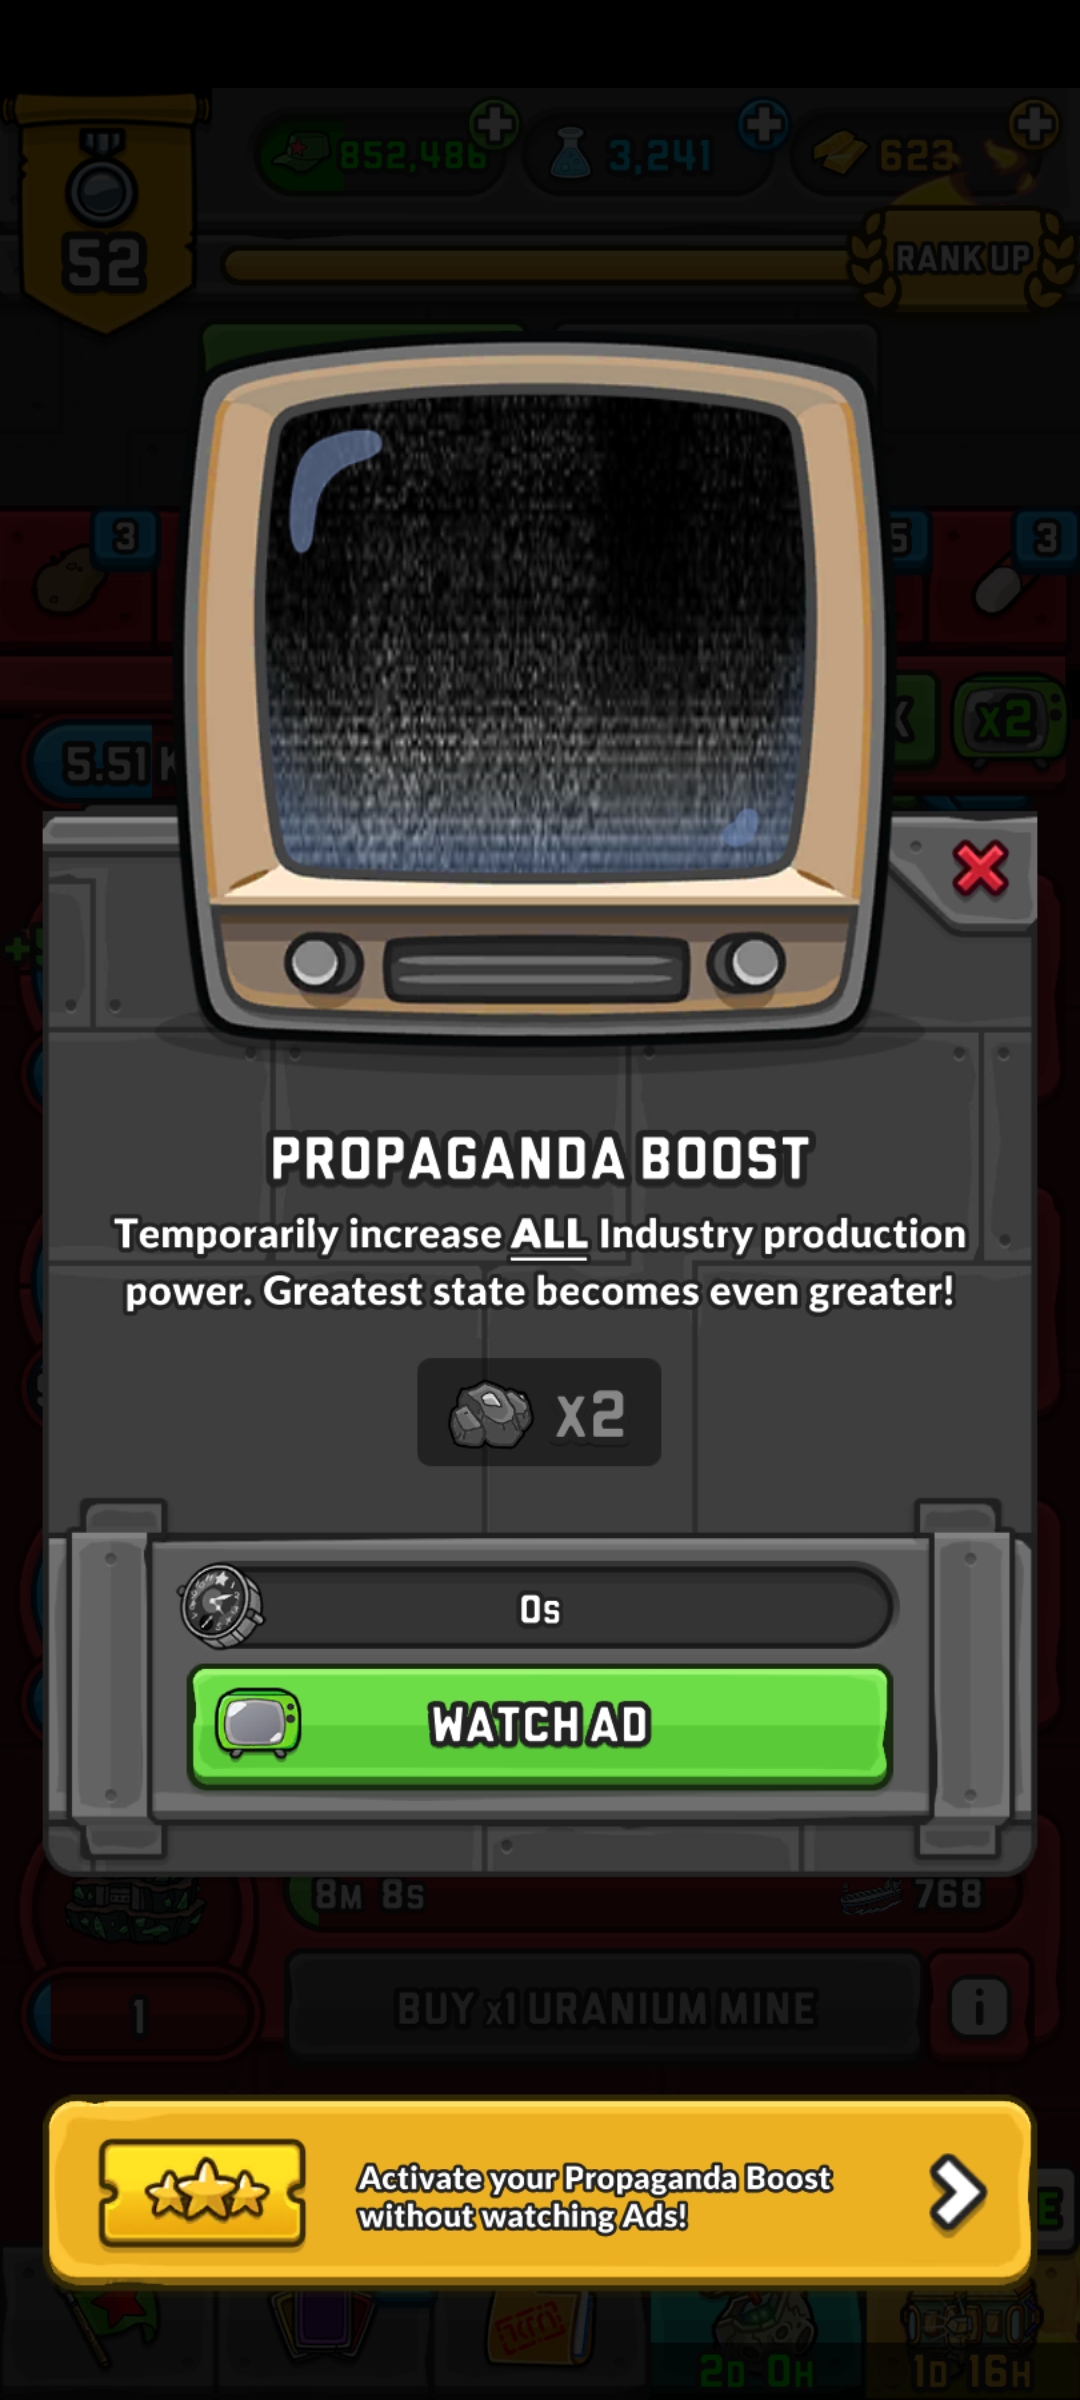 852,486
3,241
623
52
RANK UP
3
5
3
x2
5.51 K
PROPAGANDA BOOST
Temporarily increase ALL Industry production
power. Greatest state becomes even greater!
x2
0s
WATCH AD
8M 8S
768
1
BUY x1 URANIUM MINE
i
Activate your Propaganda Boost
without watching Ads!
2D 0H
1D 16H